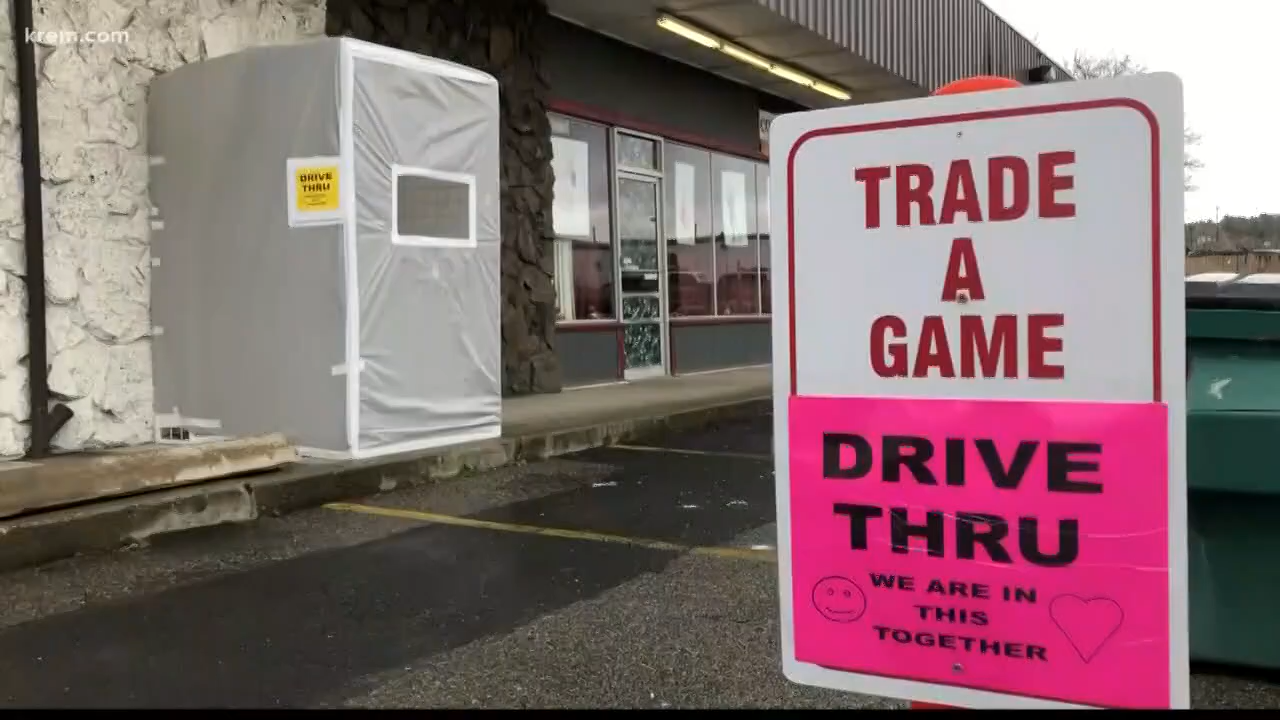 krem.com
DRIVE
THRU
TRADE
A
GAME
DRIVE
THRU
WE ARE IN
THIS
TOGETHER